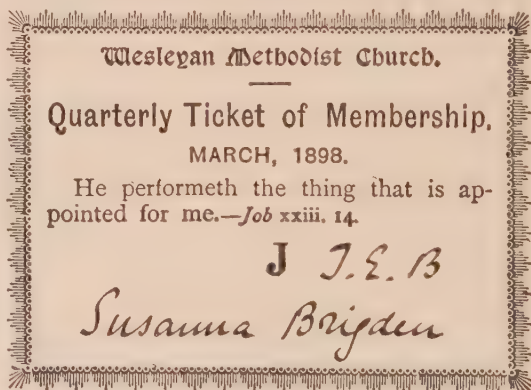 Wesleyan Methodist Church.
Quarterly Ticket of Membership.
MARCH, 1898.
He performeth the thing that is ap-
pointed for me.—Job xxiii. 14.
J T. E. B
Susanna Brigden